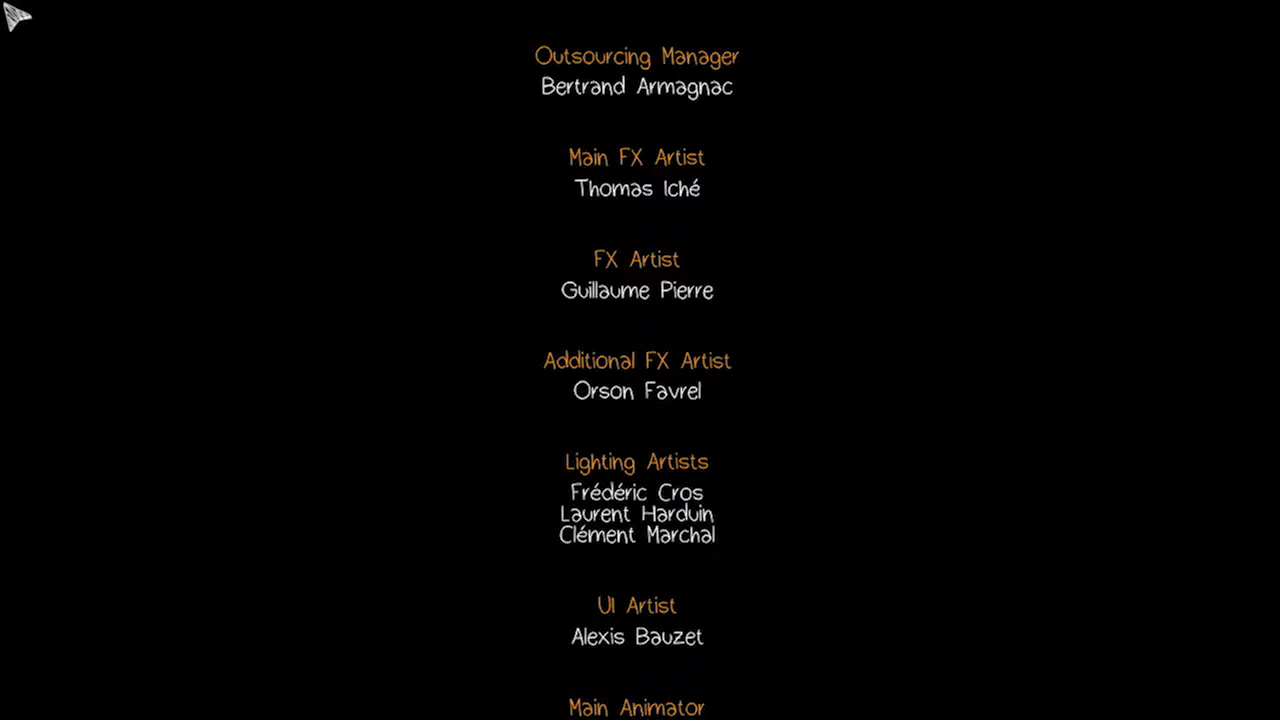 Outsourcing Manager
Bertrand Armagnac
Main FX Artist
Thomas Iché
FX Artist
Guillaume Pierre
Additional FX Artist
Orson Favrel
Lighting Artists
Frédéric Cros
Laurent Harduin
Clément Marchal
UI Artist
Alexis Bauzet
Main Animator